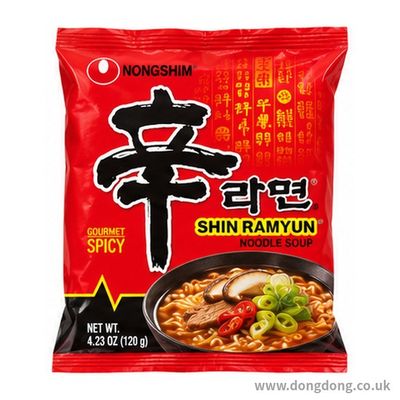 NONGSHIM
辛라면
GOURMET
SPICY
SHIN RAMYUN
NOODLE SOUP
NET WT.
4.23 OZ (120 g)
www.dongdong.co.uk